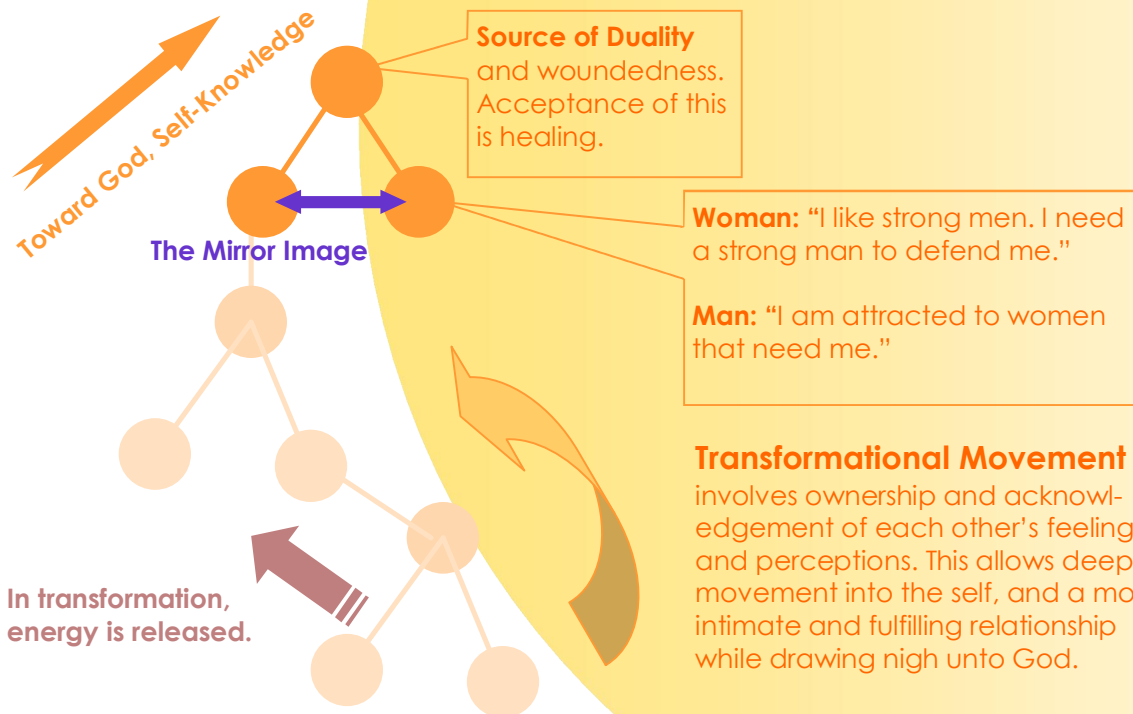 Toward God, Self-Knowledge
Source of Duality
and woundedness.
Acceptance of this
is healing.
The Mirror Image
Woman: “I like strong men. I need
a strong man to defend me.”
Man: “I am attracted to women
that need me.”
Transformational Movement
involves ownership and acknowl-
edgement of each other’s feeling
and perceptions. This allows deep
movement into the self, and a mo
intimate and fulfilling relationship
while drawing nigh unto God.
In transformation,
energy is released.